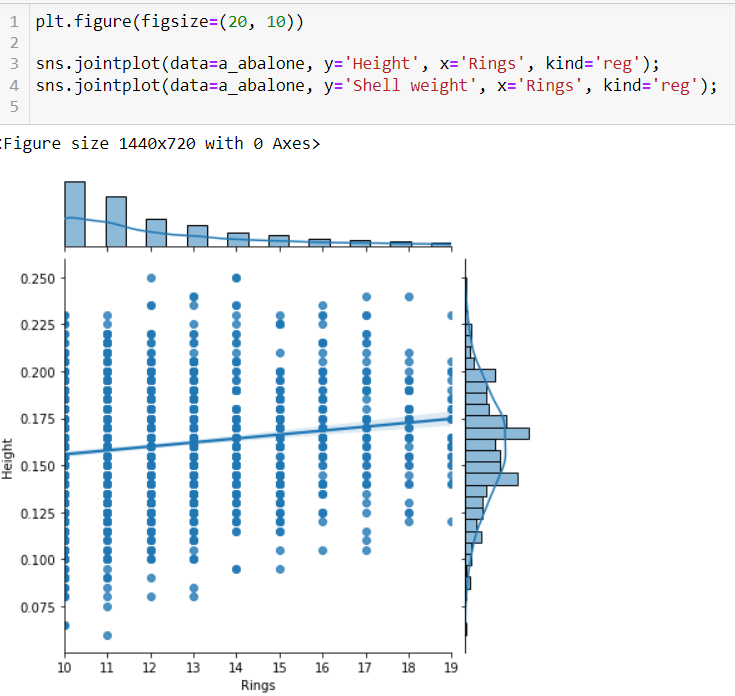 1 plt.figure(figsize=(20, 10))
2
3 sns.jointplot(data=a_abalone, y='Height', x='Rings', kind='reg');
4 sns.jointplot(data=a_abalone, y='Shell weight', x='Rings', kind='reg');
5
<Figure size 1440x720 with 0 Axes>
0.250
0.225
0.200
0.175
0.150
0.125
0.100
0.075
Height
10 11 12 13 14 15 16 17 18 19
Rings